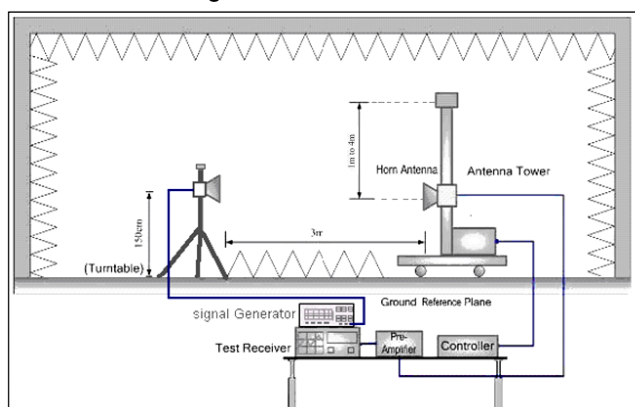 1m to 4m
Horn Antenna
Antenna Tower
150cm
3m
(Turntable)
Ground Reference Plane
signal Generator
Test Receiver
Pre-
Amplifier
Controller